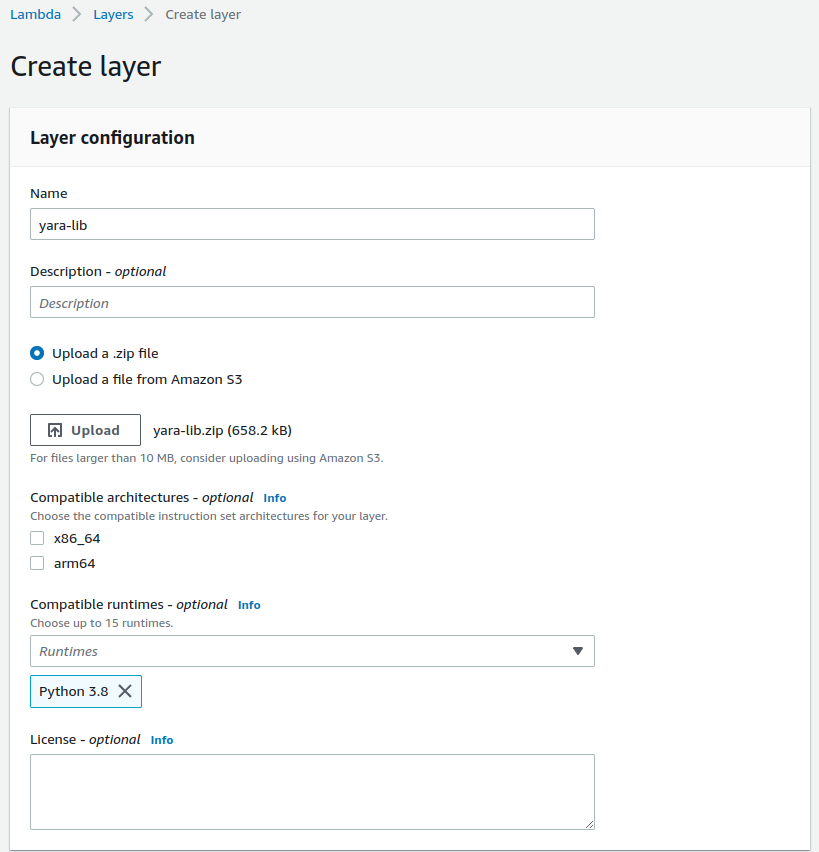 Lambda > Layers > Create layer
Create layer
Layer configuration
Name
yara-lib
Description - optional
Description
Upload a .zip file
Upload a file from Amazon S3
Upload yara-lib.zip (658.2 kB)
For files larger than 10 MB, consider uploading using Amazon S3.
Compatible architectures - optional Info
Choose the compatible instruction set architectures for your layer.
x86_64
arm64
Compatible runtimes - optional Info
Choose up to 15 runtimes.
Runtimes
Python 3.8
License - optional Info